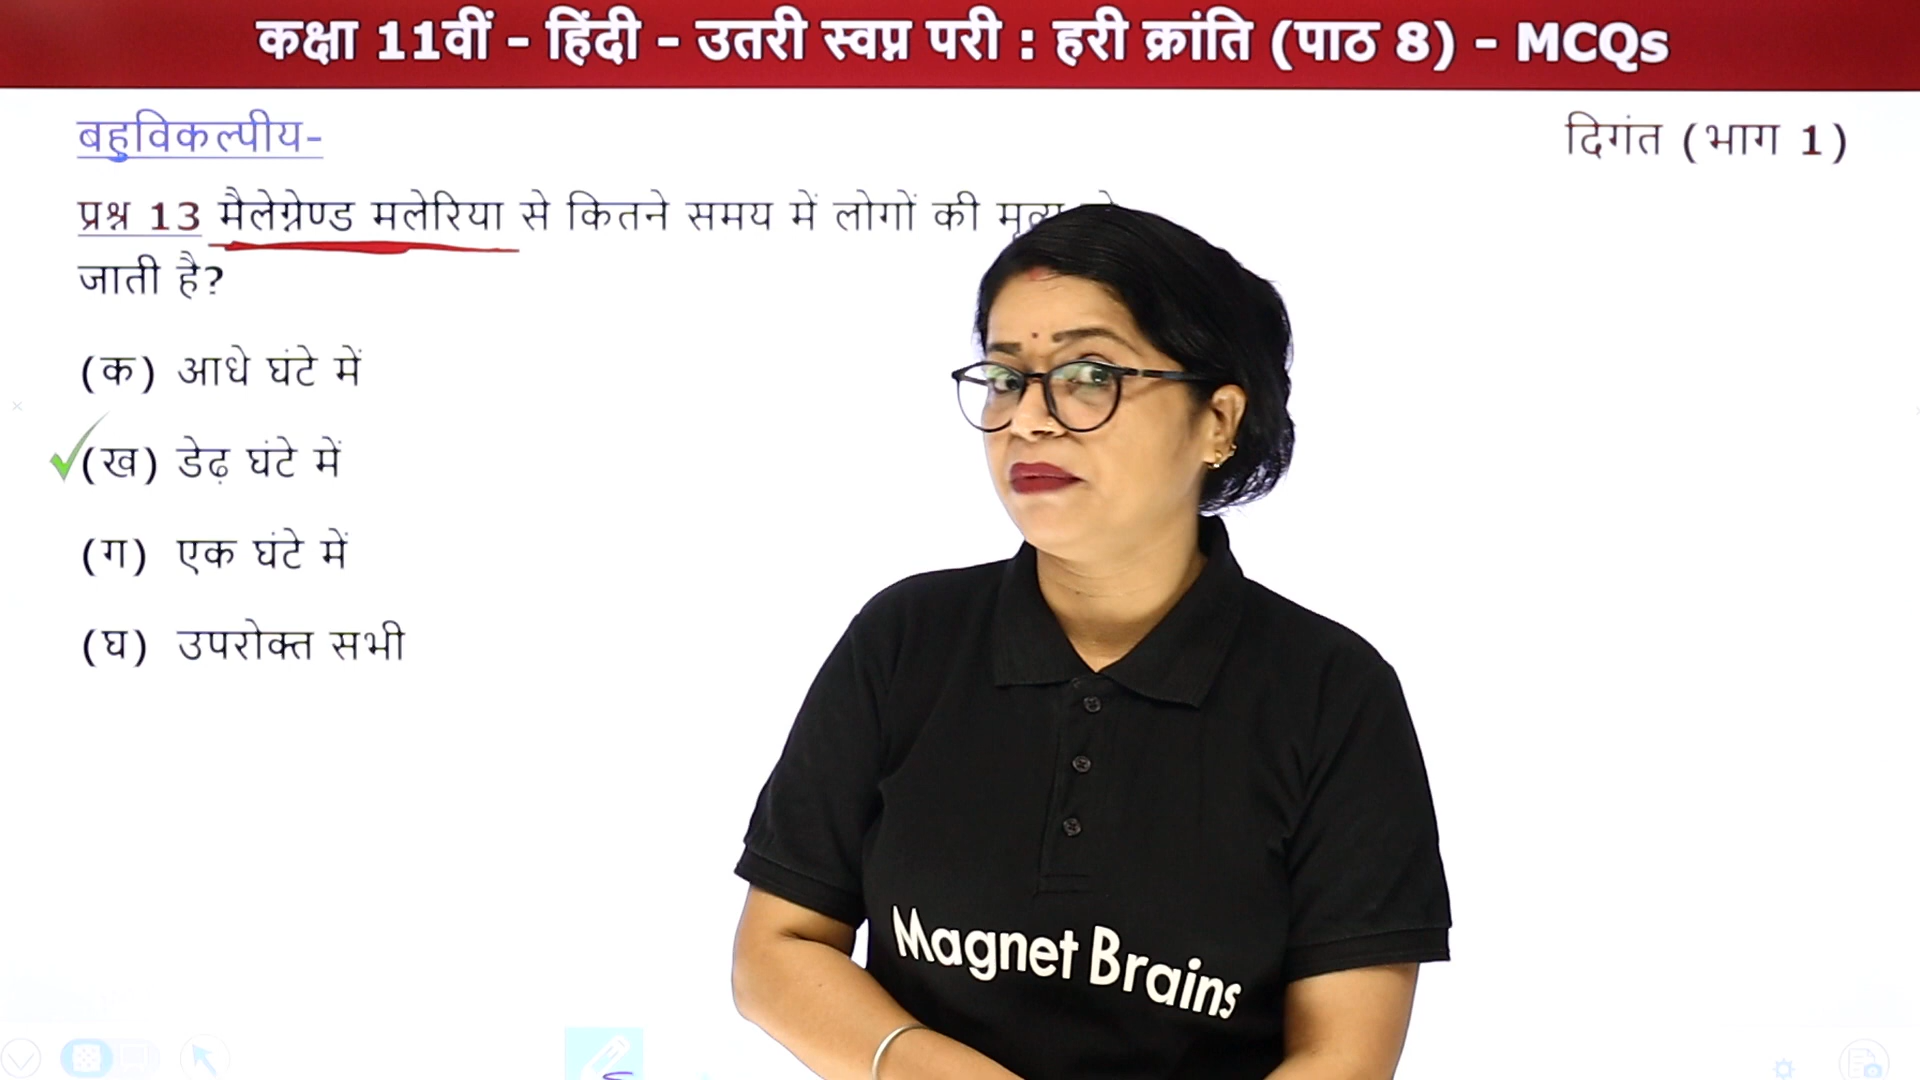 कक्षा 11वीं - हिंदी - उतरी स्वप्न परी : हरी क्रांति (पाठ 8) - MCQs
बहुविकल्पीय-
दिगंत (भाग 1)
प्रश्न 13 मैलेग्नेण्ड मलेरिया से कितने समय में लोगों की
जाती है?
(क) आधे घंटे में
(ख) डेढ़ घंटे में
(ग) एक घंटे में
(घ) उपरोक्त सभी
Magnet Brains